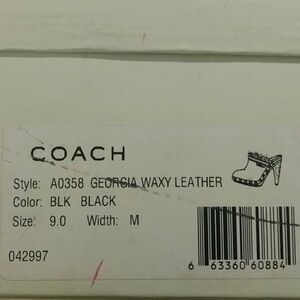 COACH
Style: A0358 GEORGIA WAXY LEATHER
Color: BLK BLACK
Size: 9.0 Width: M
042997
6 63360 60884